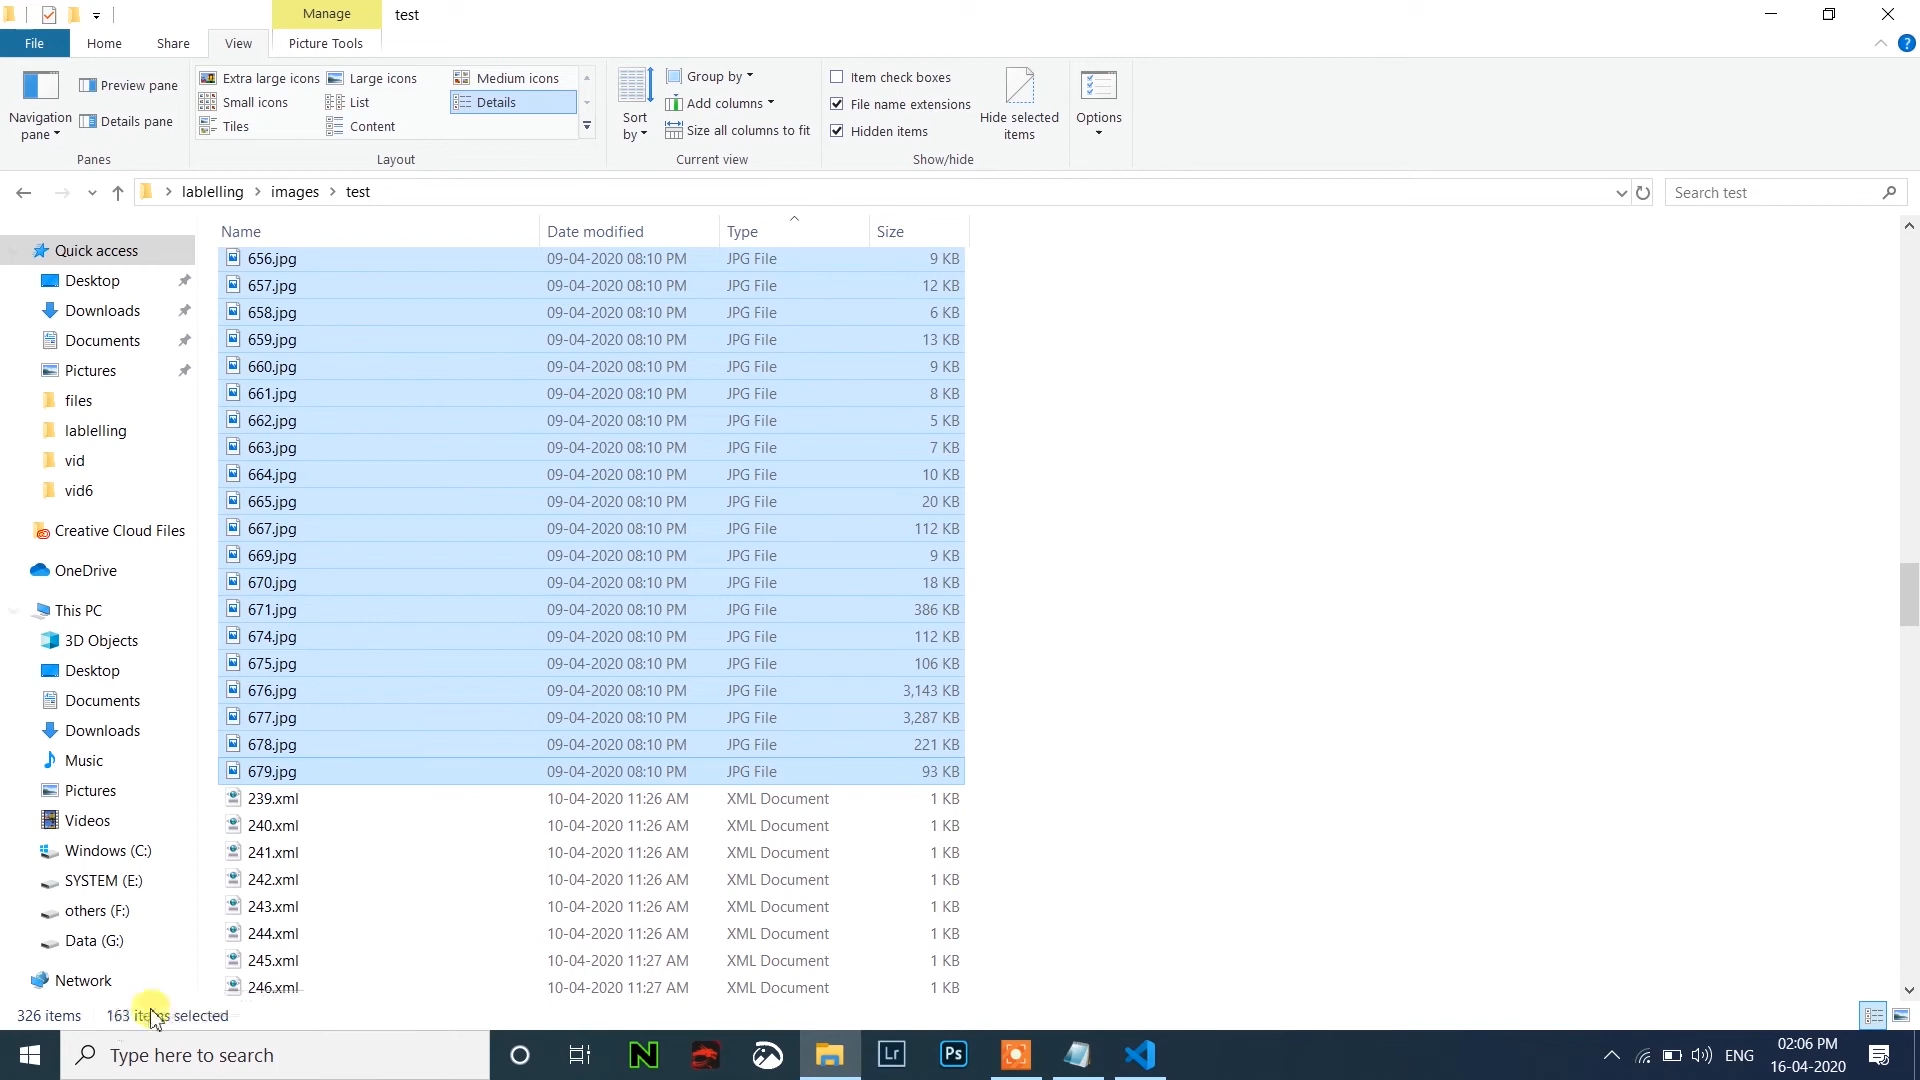 Manage
test
File
Home
Share
View
Picture Tools
Navigation pane
Preview pane
Details pane
Panes
Extra large icons
Large icons
Medium icons
Small icons
List
Details
Tiles
Content
Layout
Sort by
Group by
Add columns
Size all columns to fit
Current view
Item check boxes
File name extensions
Hidden items
Hide selected items
Show/hide
Options
lablelling > images > test
Search test
Name Date modified Type Size
656.jpg 09-04-2020 08:10 PM JPG File 9 KB
657.jpg 09-04-2020 08:10 PM JPG File 12 KB
658.jpg 09-04-2020 08:10 PM JPG File 6 KB
659.jpg 09-04-2020 08:10 PM JPG File 13 KB
660.jpg 09-04-2020 08:10 PM JPG File 9 KB
661.jpg 09-04-2020 08:10 PM JPG File 8 KB
662.jpg 09-04-2020 08:10 PM JPG File 5 KB
663.jpg 09-04-2020 08:10 PM JPG File 7 KB
664.jpg 09-04-2020 08:10 PM JPG File 10 KB
665.jpg 09-04-2020 08:10 PM JPG File 20 KB
667.jpg 09-04-2020 08:10 PM JPG File 112 KB
669.jpg 09-04-2020 08:10 PM JPG File 9 KB
670.jpg 09-04-2020 08:10 PM JPG File 18 KB
671.jpg 09-04-2020 08:10 PM JPG File 386 KB
674.jpg 09-04-2020 08:10 PM JPG File 112 KB
675.jpg 09-04-2020 08:10 PM JPG File 106 KB
676.jpg 09-04-2020 08:10 PM JPG File 3,143 KB
677.jpg 09-04-2020 08:10 PM JPG File 3,287 KB
678.jpg 09-04-2020 08:10 PM JPG File 221 KB
679.jpg 09-04-2020 08:10 PM JPG File 93 KB
239.xml 10-04-2020 11:26 AM XML Document 1 KB
240.xml 10-04-2020 11:26 AM XML Document 1 KB
241.xml 10-04-2020 11:26 AM XML Document 1 KB
242.xml 10-04-2020 11:26 AM XML Document 1 KB
243.xml 10-04-2020 11:26 AM XML Document 1 KB
244.xml 10-04-2020 11:26 AM XML Document 1 KB
245.xml 10-04-2020 11:27 AM XML Document 1 KB
246.xml 10-04-2020 11:27 AM XML Document 1 KB
Quick access
Desktop
Downloads
Documents
Pictures
files
lablelling
vid
vid6
Creative Cloud Files
OneDrive
This PC
3D Objects
Desktop
Documents
Downloads
Music
Pictures
Videos
Windows (C:)
SYSTEM (E:)
others (F:)
Data (G:)
Network
326 items 163 items selected
Type here to search
N
Lr
Ps
ENG
02:06 PM
16-04-2020